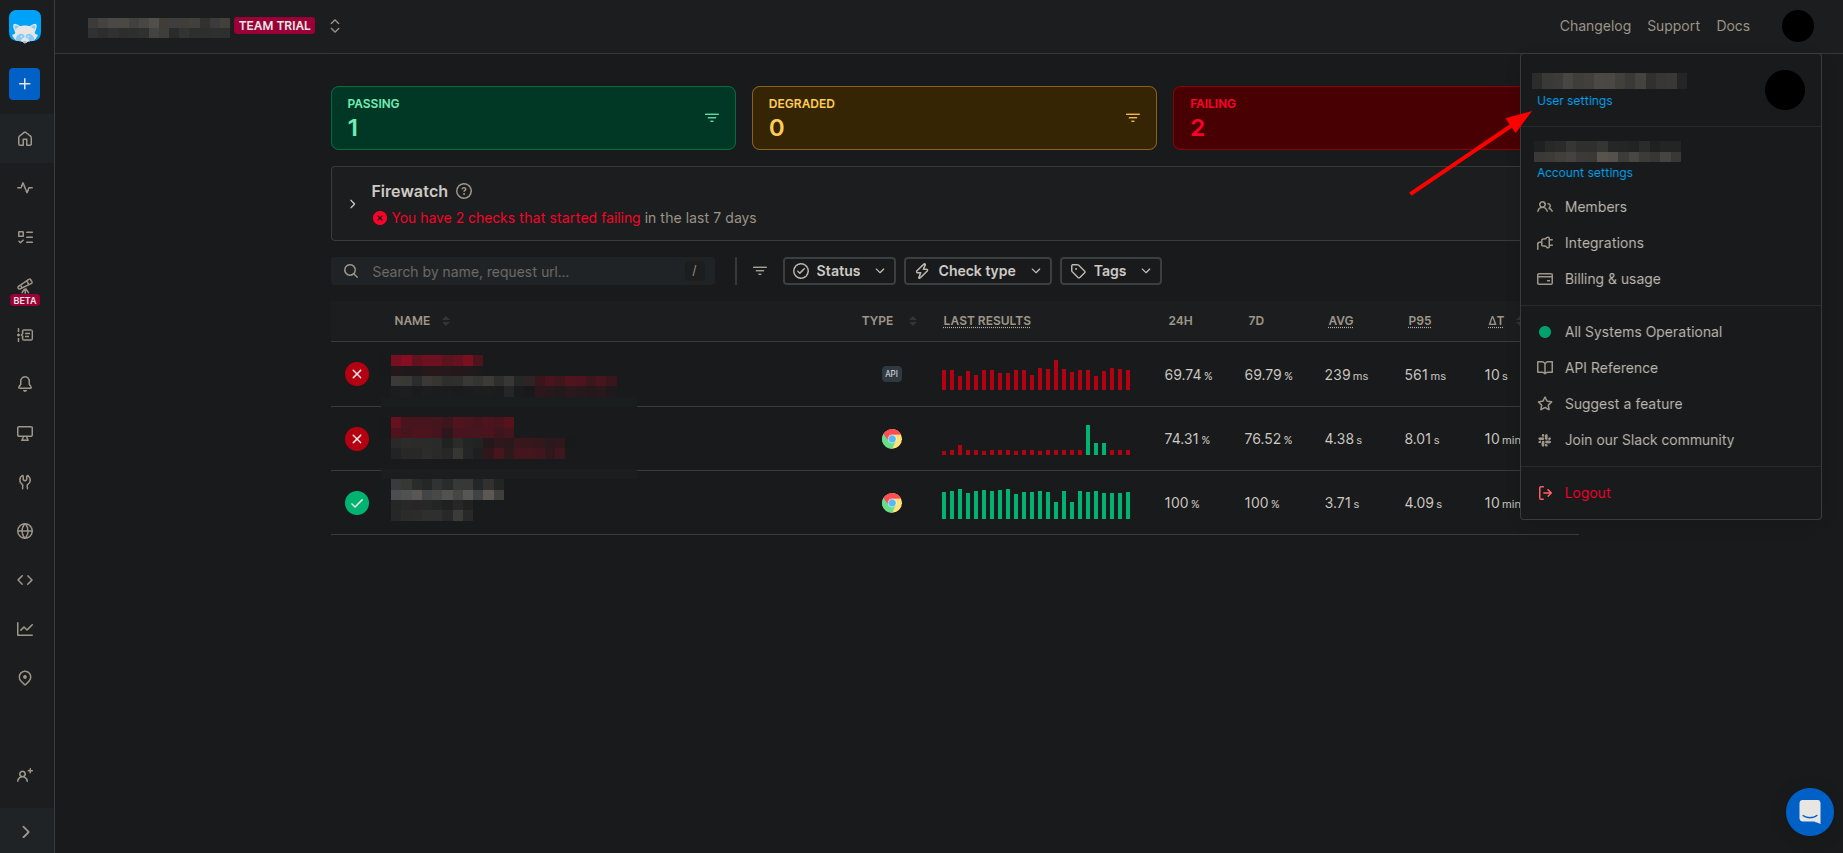 TEAM TRIAL
Changelog Support Docs
PASSING
1
DEGRADED
0
FAILING
2
User settings
Account settings
Members
Integrations
Billing & usage
All Systems Operational
API Reference
Suggest a feature
Join our Slack community
Logout
Firewatch ?
You have 2 checks that started failing in the last 7 days
Search by name, request url... /
Status Check type Tags
BETA
NAME TYPE LAST RESULTS 24H 7D AVG P95 ΔT
API 69.74 % 69.79 % 239 ms 561 ms 10 s
74.31 % 76.52 % 4.38 s 8.01 s 10 min
100 % 100 % 3.71 s 4.09 s 10 min